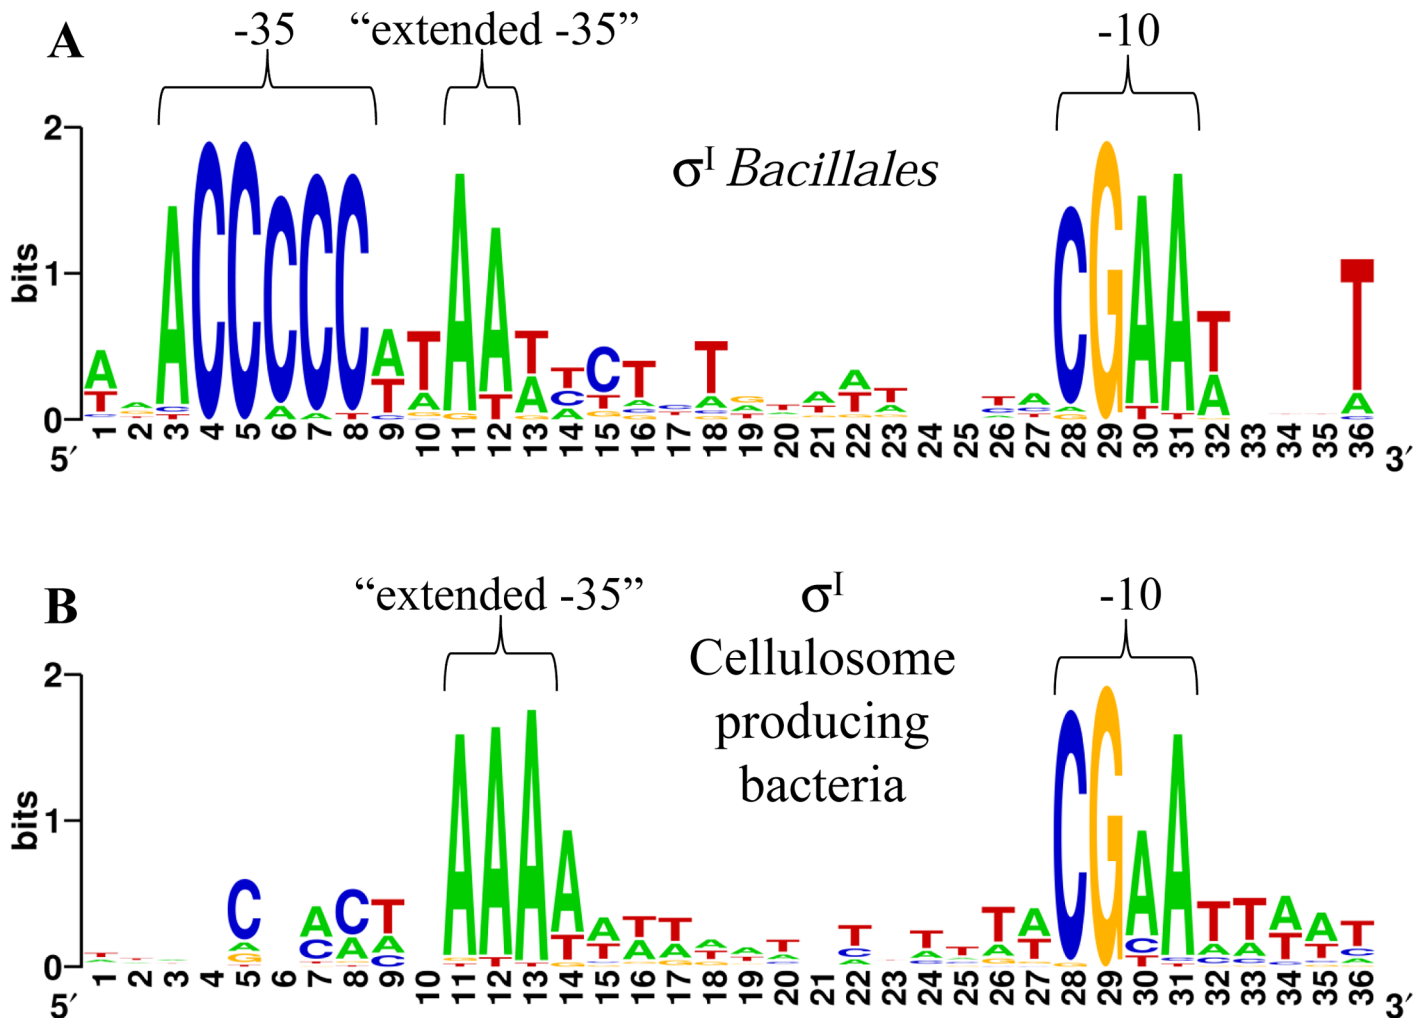 A
-35 “extended -35” -10
σI Bacillales
bits
2
1
0
5′ 1 2 3 4 5 6 7 8 9 10 11 12 13 14 15 16 17 18 19 20 21 22 23 24 25 26 27 28 29 30 31 32 33 34 35 36 3′
B
“extended -35” σI -10
Cellulosome
producing
bacteria
bits
2
1
0
5′ 1 2 3 4 5 6 7 8 9 10 11 12 13 14 15 16 17 18 19 20 21 22 23 24 25 26 27 28 29 30 31 32 33 34 35 36 3′